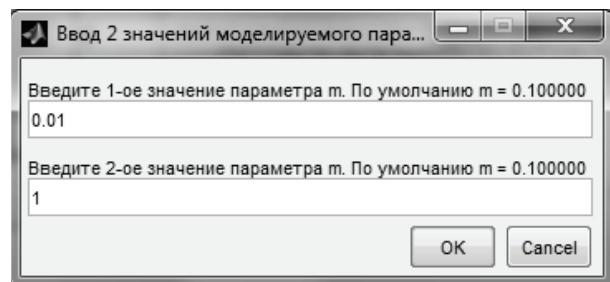 Ввод 2 значений моделируемого пара...
Введите 1-ое значение параметра m. По умолчанию m = 0.100000
0.01
Введите 2-ое значение параметра m. По умолчанию m = 0.100000
1
OK Cancel